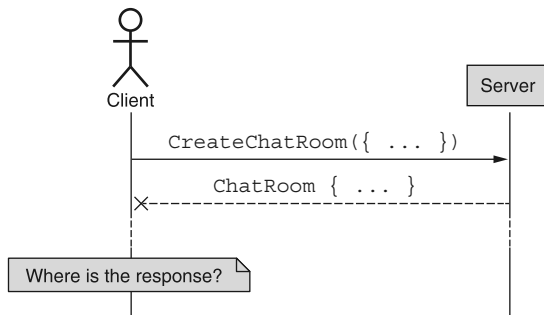 Client
Server
CreateChatRoom({ ... })
ChatRoom { ... }
Where is the response?